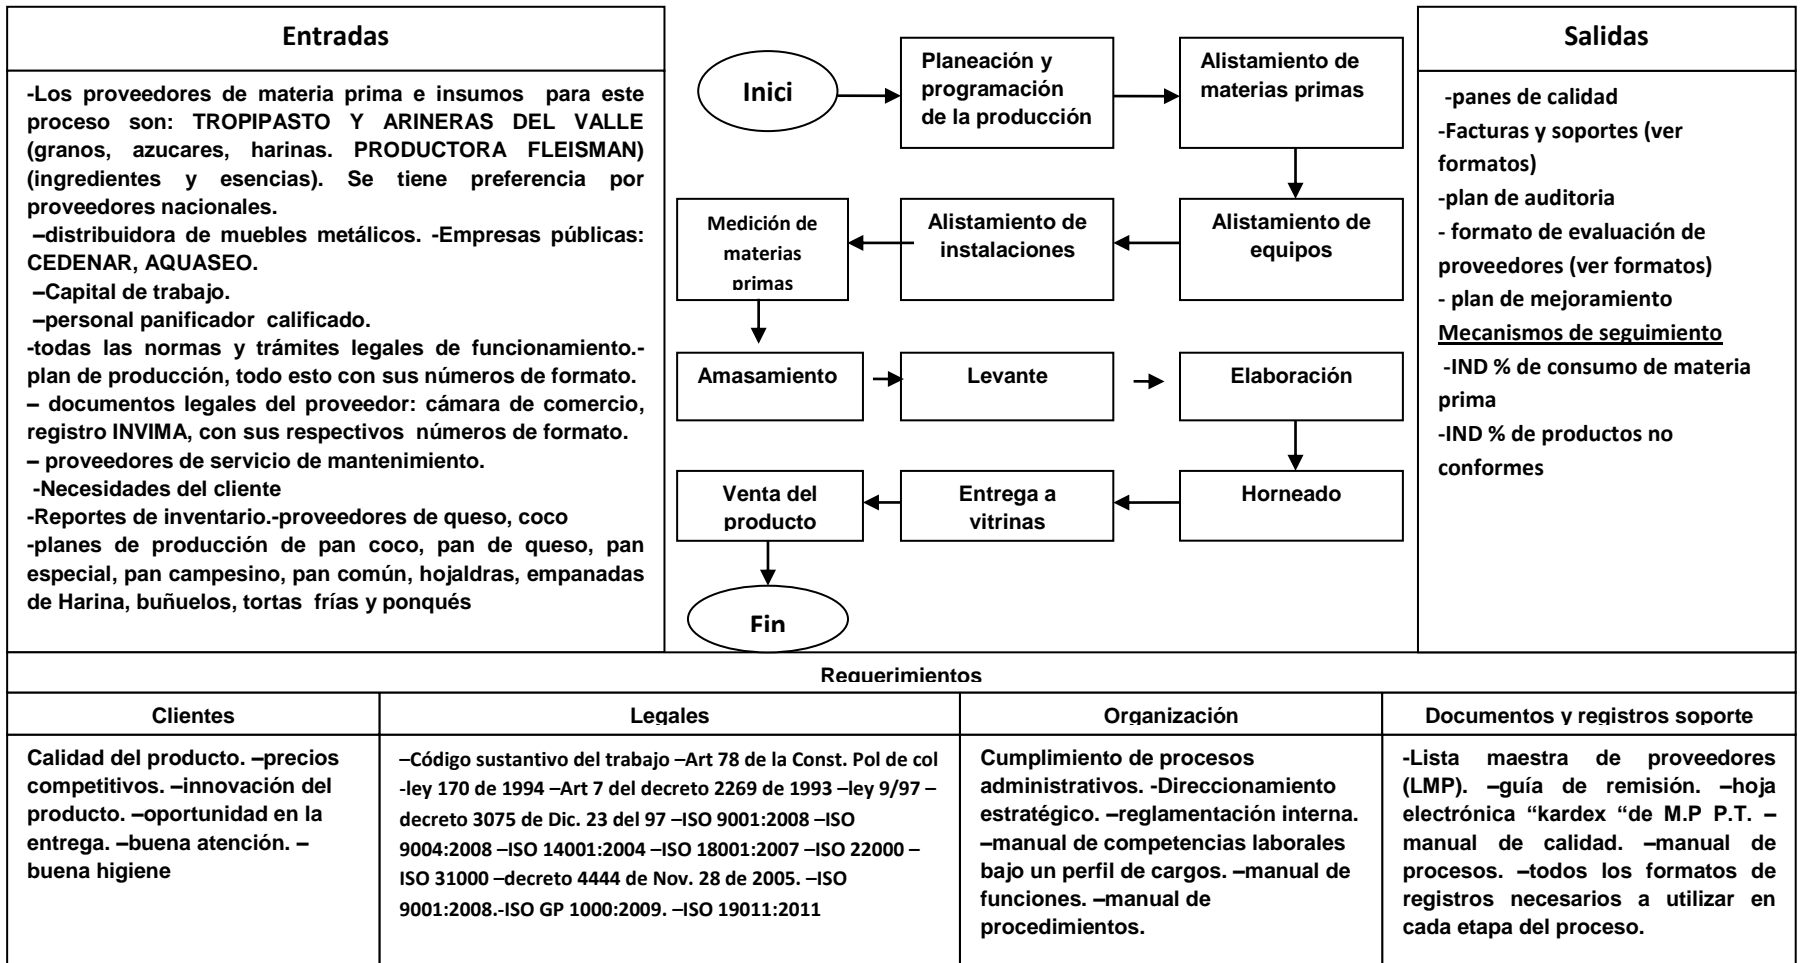 Entradas
-Los proveedores de materia prima e insumos para este
proceso son: TROPIPASTO Y ARINERAS DEL VALLE
(granos, azucares, harinas. PRODUCTORA FLEISMAN)
(ingredientes y esencias). Se tiene preferencia por
proveedores nacionales.
–distribuidora de muebles metálicos. -Empresas públicas:
CEDENAR, AQUASEO.
–Capital de trabajo.
–personal panificador calificado.
-todas las normas y trámites legales de funcionamiento.-
plan de producción, todo esto con sus números de formato.
– documentos legales del proveedor: cámara de comercio,
registro INVIMA, con sus respectivos números de formato.
– proveedores de servicio de mantenimiento.
-Necesidades del cliente
-Reportes de inventario.-proveedores de queso, coco
-planes de producción de pan coco, pan de queso, pan
especial, pan campesino, pan común, hojaldras, empanadas
de Harina, buñuelos, tortas frías y ponqués
Inici
Planeación y
programación
de la producción
Alistamiento de
materias primas
Alistamiento de
equipos
Alistamiento de
instalaciones
Medición de
materias
primas
Amasamiento
Levante
Elaboración
Horneado
Entrega a
vitrinas
Venta del
producto
Fin
Salidas
-panes de calidad
-Facturas y soportes (ver
formatos)
-plan de auditoria
- formato de evaluación de
proveedores (ver formatos)
- plan de mejoramiento
Mecanismos de seguimiento
-IND % de consumo de materia
prima
-IND % de productos no
conformes
Requerimientos
Clientes
Calidad del producto. –precios
competitivos. –innovación del
producto. –oportunidad en la
entrega. –buena atención. –
buena higiene
Legales
–Código sustantivo del trabajo –Art 78 de la Const. Pol de col
-ley 170 de 1994 –Art 7 del decreto 2269 de 1993 –ley 9/97 –
decreto 3075 de Dic. 23 del 97 –ISO 9001:2008 –ISO
9004:2008 –ISO 14001:2004 –ISO 18001:2007 –ISO 22000 –
ISO 31000 –decreto 4444 de Nov. 28 de 2005. –ISO
9001:2008.-ISO GP 1000:2009. –ISO 19011:2011
Organización
Cumplimiento de procesos
administrativos. -Direccionamiento
estratégico. –reglamentación interna.
–manual de competencias laborales
bajo un perfil de cargos. –manual de
funciones. –manual de
procedimientos.
Documentos y registros soporte
-Lista maestra de proveedores
(LMP). –guía de remisión. –hoja
electrónica “kardex “de M.P P.T. –
manual de calidad. –manual de
procesos. –todos los formatos de
registros necesarios a utilizar en
cada etapa del proceso.